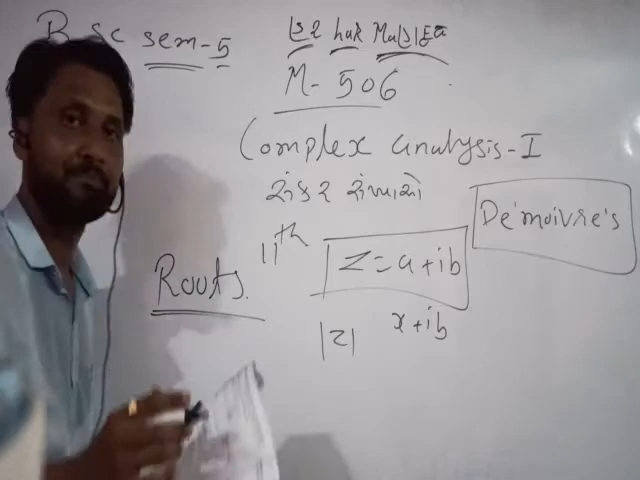 B.sc sem-5
M-506
Complex analysis-I
સંકર સંખ્યાઓ
De'moivre's
11th
Z=a+ib
Roots.
|z|
x+ib